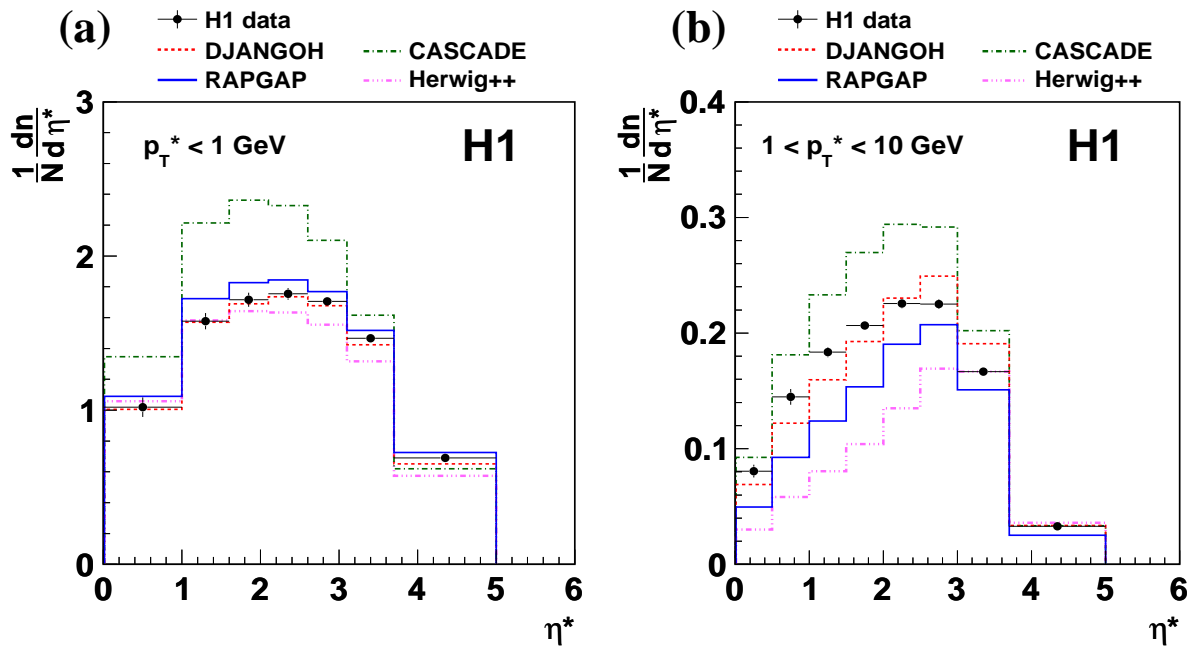 (a)
H1 data
DJANGOH
CASCADE
RAPGAP
Herwig++
1 dn
N d η*
p_T* < 1 GeV
H1
3
2
1
0
0 1 2 3 4 5 6
η*
(b)
H1 data
DJANGOH
CASCADE
RAPGAP
Herwig++
1 dn
N d η*
1 < p_T* < 10 GeV
H1
0.4
0.3
0.2
0.1
0
0 1 2 3 4 5 6
η*